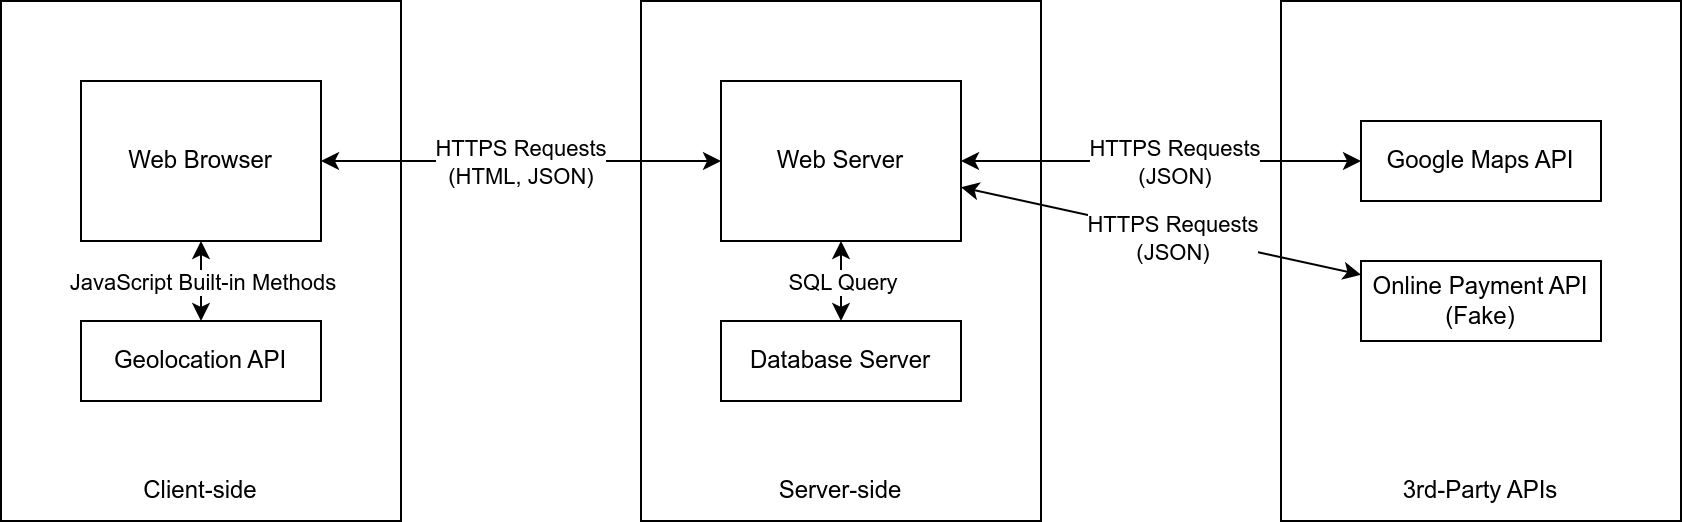 Web Browser
HTTPS Requests
(HTML, JSON)
Web Server
HTTPS Requests
(JSON)
Google Maps API
HTTPS Requests
(JSON)
JavaScript Built-in Methods
SQL Query
Online Payment API
(Fake)
Geolocation API
Database Server
Client-side
Server-side
3rd-Party APIs